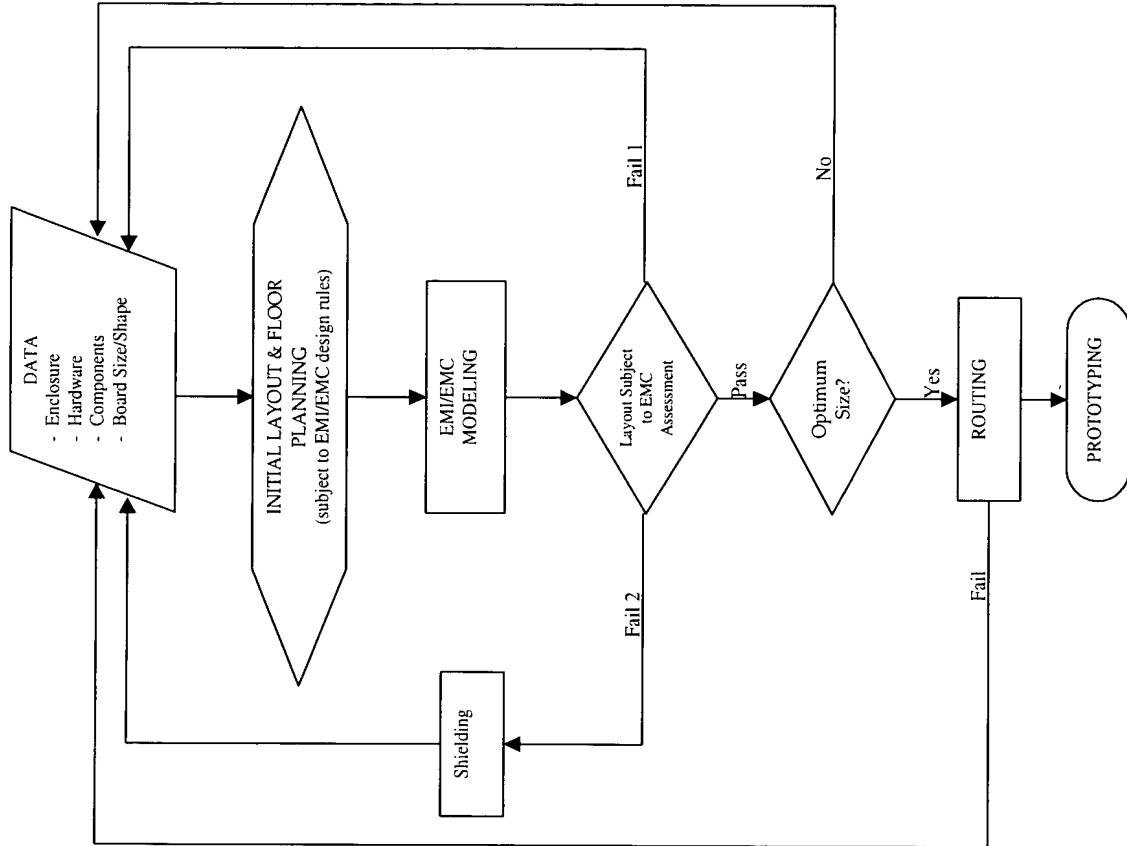 DATA
- Enclosure
- Hardware
- Components
- Board Size/Shape
INITIAL LAYOUT & FLOOR
PLANNING
(subject to EMI/EMC design rules)
EMI/EMC
MODELING
Layout Subject
to EMC
Assessment
Fail 1
Fail 2
Shielding
Pass
Optimum
Size?
No
Yes
ROUTING
Fail
PROTOTYPING